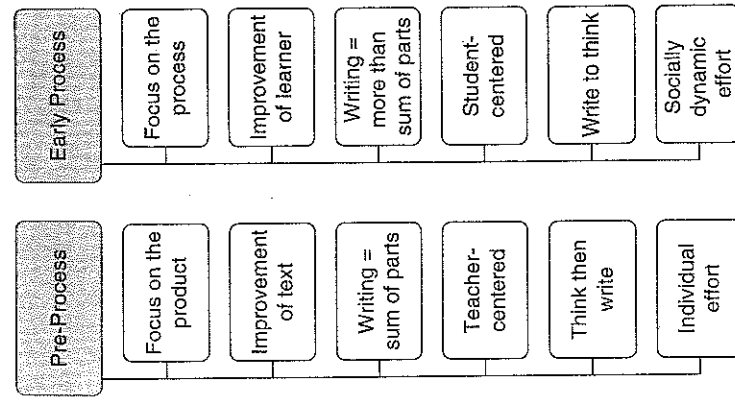 Pre-Process
Focus on the
product
Improvement
of text
Writing =
sum of parts
Teacher-
centered
Think then
write
Individual
effort
Early Process
Focus on the
process
Improvement
of learner
Writing =
more than
sum of parts
Student-
centered
Write to think
Socially
dynamic
effort